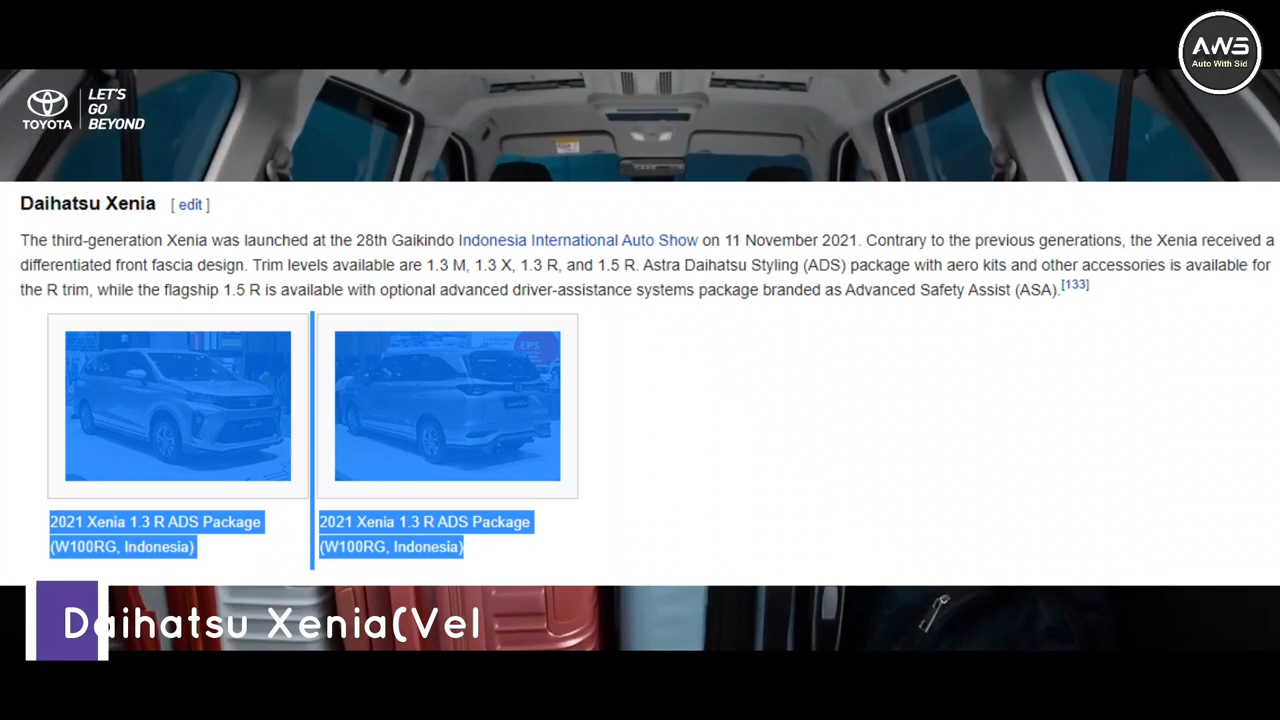 AWS
Auto With Sid
TOYOTA
LET'S
GO
BEYOND
Daihatsu Xenia [ edit ]
The third-generation Xenia was launched at the 28th Gaikindo Indonesia International Auto Show on 11 November 2021. Contrary to the previous generations, the Xenia received a
differentiated front fascia design. Trim levels available are 1.3 M, 1.3 X, 1.3 R, and 1.5 R. Astra Daihatsu Styling (ADS) package with aero kits and other accessories is available for
the R trim, while the flagship 1.5 R is available with optional advanced driver-assistance systems package branded as Advanced Safety Assist (ASA).[133]
EPS
2021 Xenia 1.3 R ADS Package
(W100RG, Indonesia)
2021 Xenia 1.3 R ADS Package
(W100RG, Indonesia)
Daihatsu Xenia(Vel